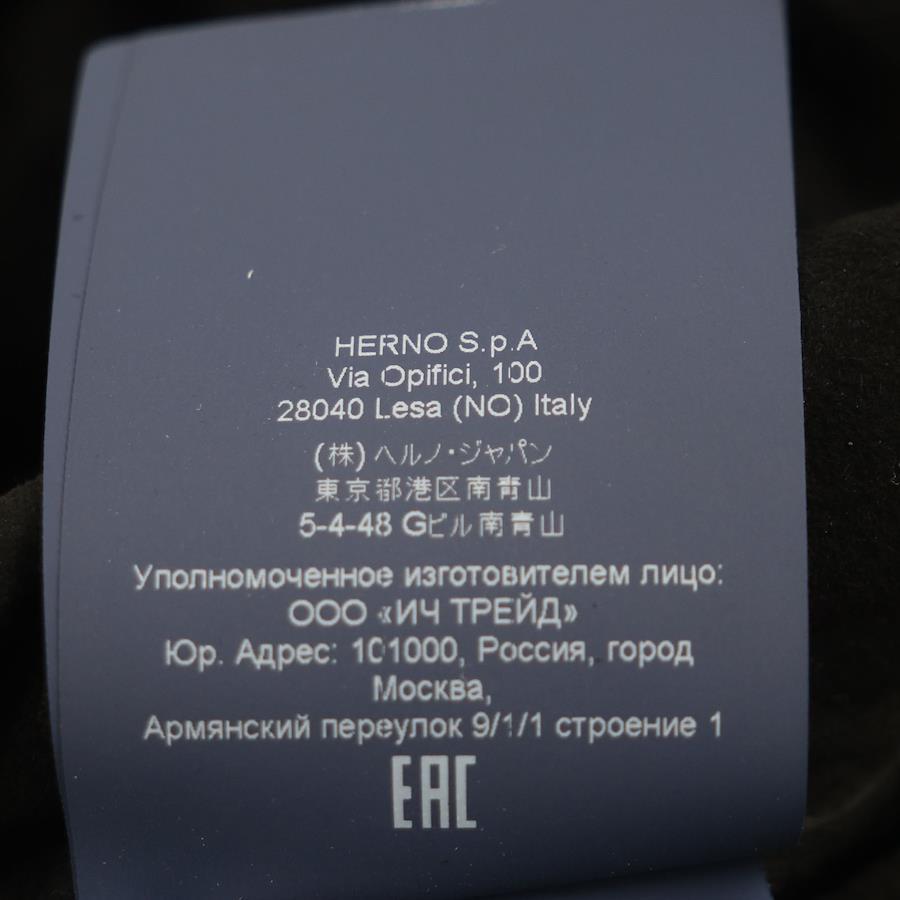 HERNO S.p.A
Via Opifici, 100
28040 Lesa (NO) Italy
(株) ヘルノ・ジャパン
東京都港区南青山
5-4-48 Gビル南青山
Уполномоченное изготовителем лицо:
ООО «ИЧ ТРЕЙД»
Юр. Адрес: 101000, Россия, город
Москва,
Армянский переулок 9/1/1 строение 1
EAC